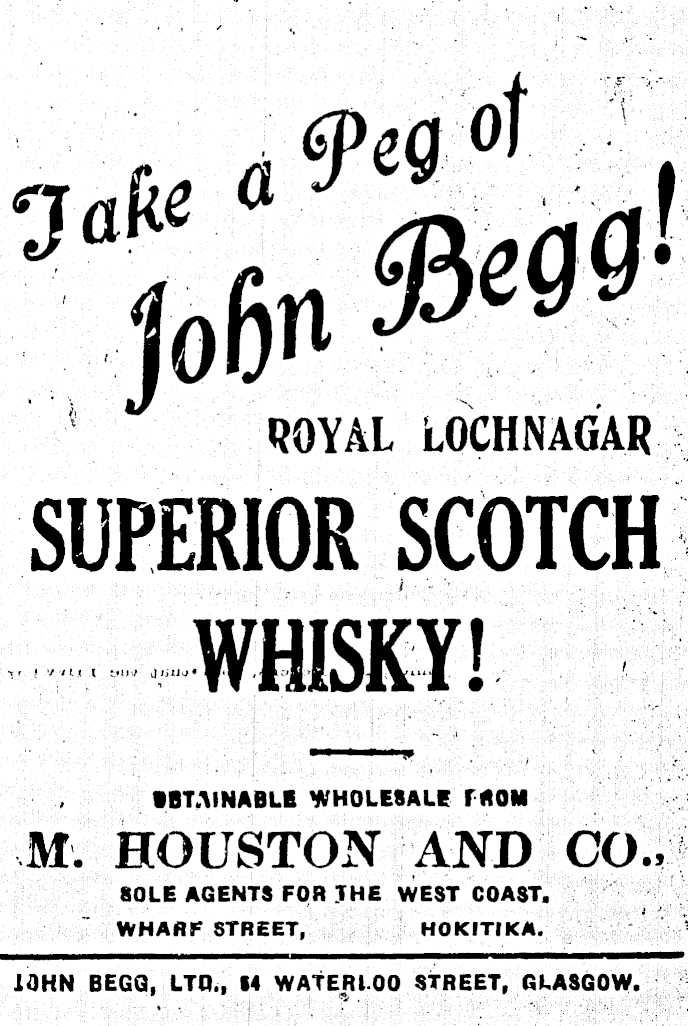 Take a Peg of
John Begg!
ROYAL LOCHNAGAR
SUPERIOR SCOTCH
WHISKY!
OBTAINABLE WHOLESALE FROM
M. HOUSTON AND CO.,
SOLE AGENTS FOR THE WEST COAST.
WHARF STREET, HOKITIKA.
JOHN BEGG, LTD., 54 WATERLOO STREET, GLASGOW.